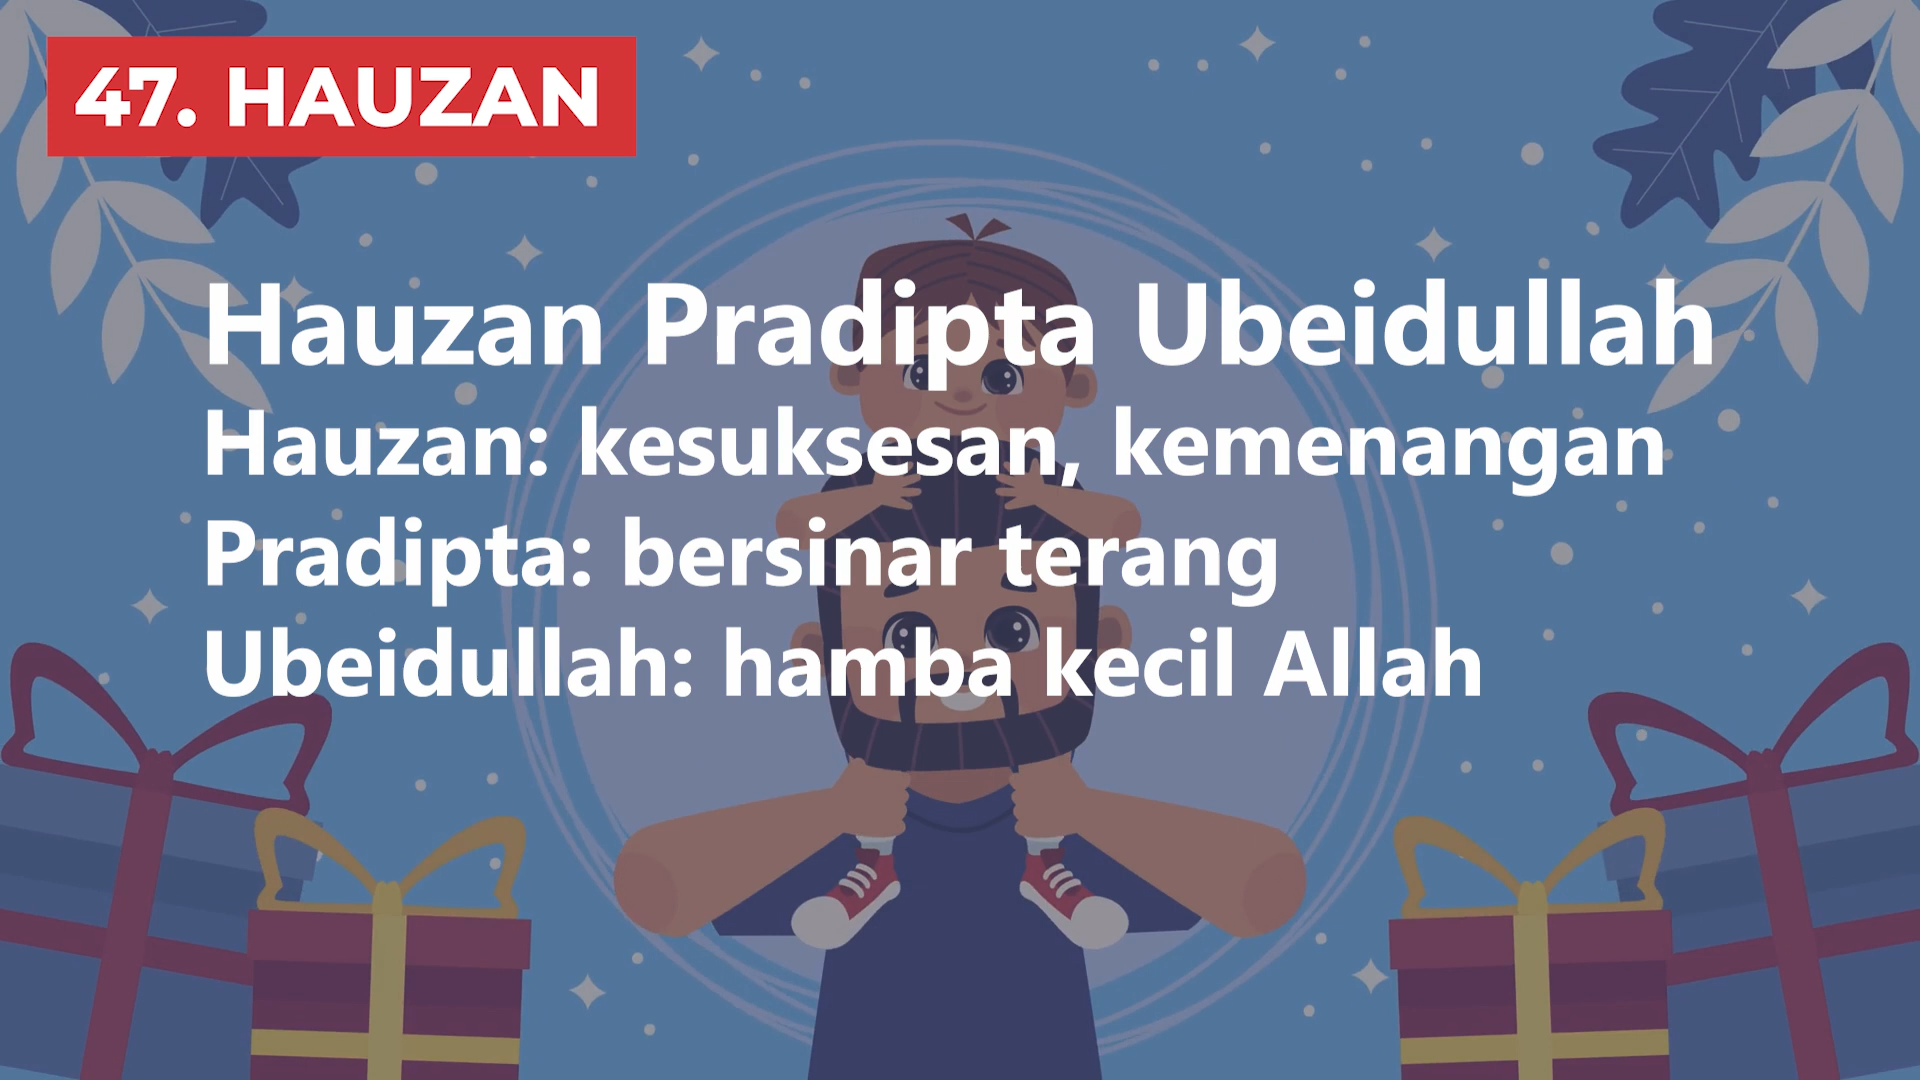 47. HAUZAN
Hauzan Pradipta Ubeidullah
Hauzan: kesuksesan, kemenangan
Pradipta: bersinar terang
Ubeidullah: hamba kecil Allah